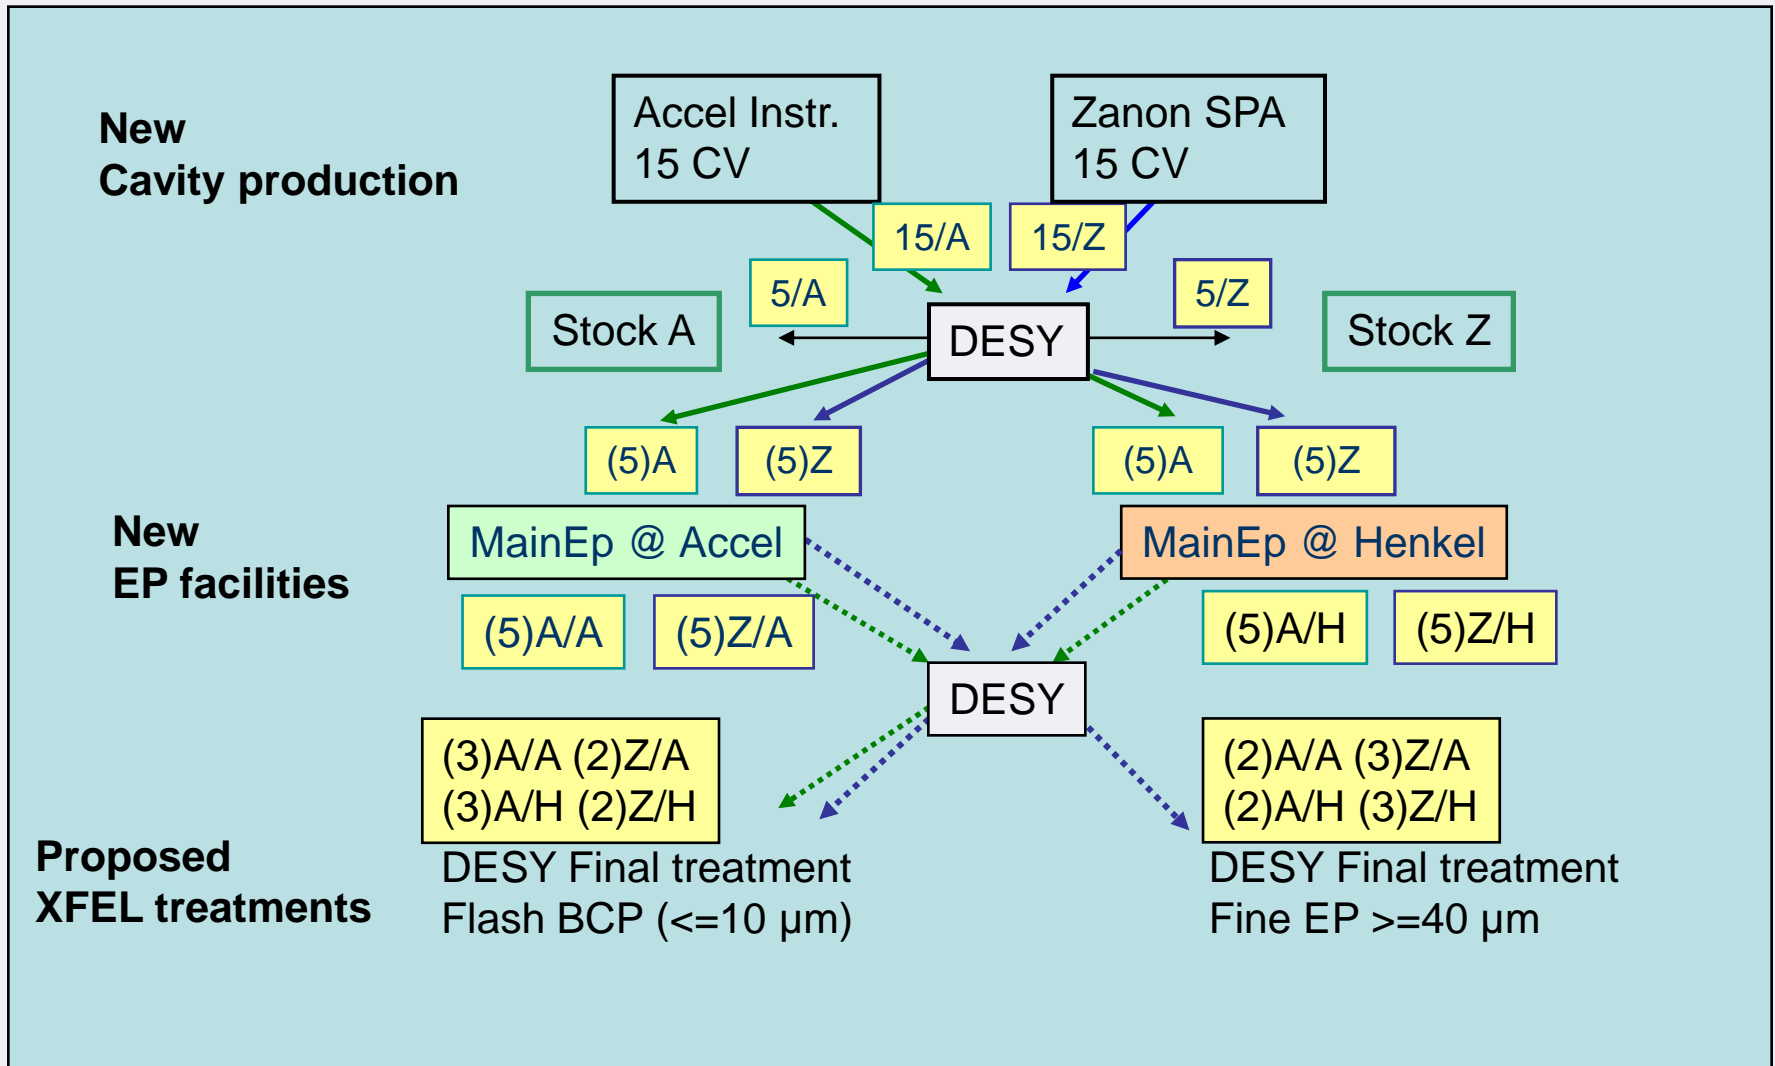 New
Cavity production
Accel Instr.
15 CV
Zanon SPA
15 CV
15/A
15/Z
5/A
5/Z
Stock A
DESY
Stock Z
(5)A
(5)Z
(5)A
(5)Z
New
EP facilities
MainEp @ Accel
MainEp @ Henkel
(5)A/A
(5)Z/A
(5)A/H
(5)Z/H
DESY
(3)A/A (2)Z/A
(3)A/H (2)Z/H
(2)A/A (3)Z/A
(2)A/H (3)Z/H
Proposed
XFEL treatments
DESY Final treatment
Flash BCP (<=10 µm)
DESY Final treatment
Fine EP >=40 µm